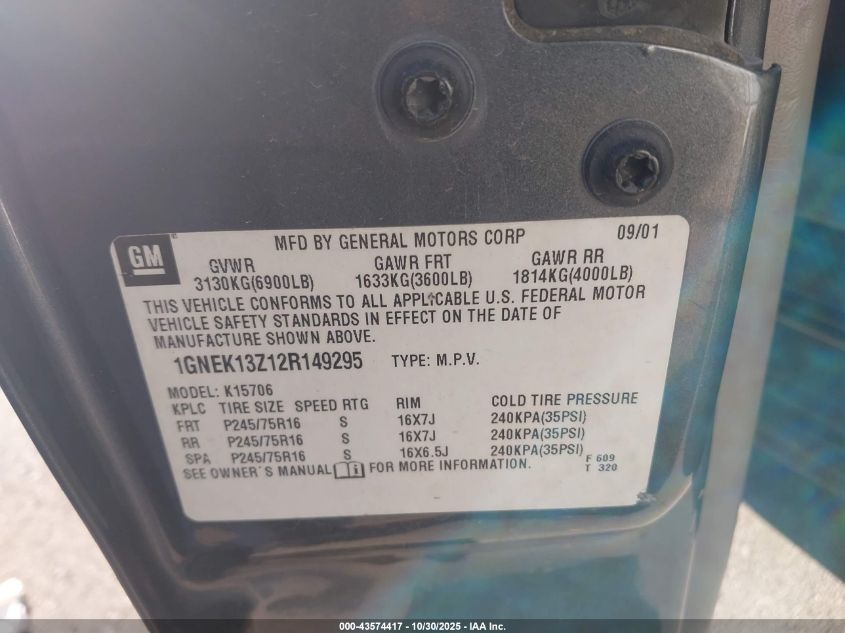 GM
MFD BY GENERAL MOTORS CORP 09/01
GVWR GAWR FRT GAWR RR
3130KG(6900LB) 1633KG(3600LB) 1814KG(4000LB)
THIS VEHICLE CONFORMS TO ALL APPLICABLE U.S. FEDERAL MOTOR
VEHICLE SAFETY STANDARDS IN EFFECT ON THE DATE OF
MANUFACTURE SHOWN ABOVE.
1GNEK13Z12R149295 TYPE: M.P.V.
MODEL: K15706
KPLC TIRE SIZE SPEED RTG RIM COLD TIRE PRESSURE
FRT P245/75R16 S 16X7J 240KPA(35PSI)
RR P245/75R16 S 16X7J 240KPA(35PSI)
SPA P245/75R16 S 16X6.5J 240KPA(35PSI)
SEE OWNER'S MANUAL i FOR MORE INFORMATION.
F 609
T 320
000-43574417 - 10/30/2025 - IAA Inc.